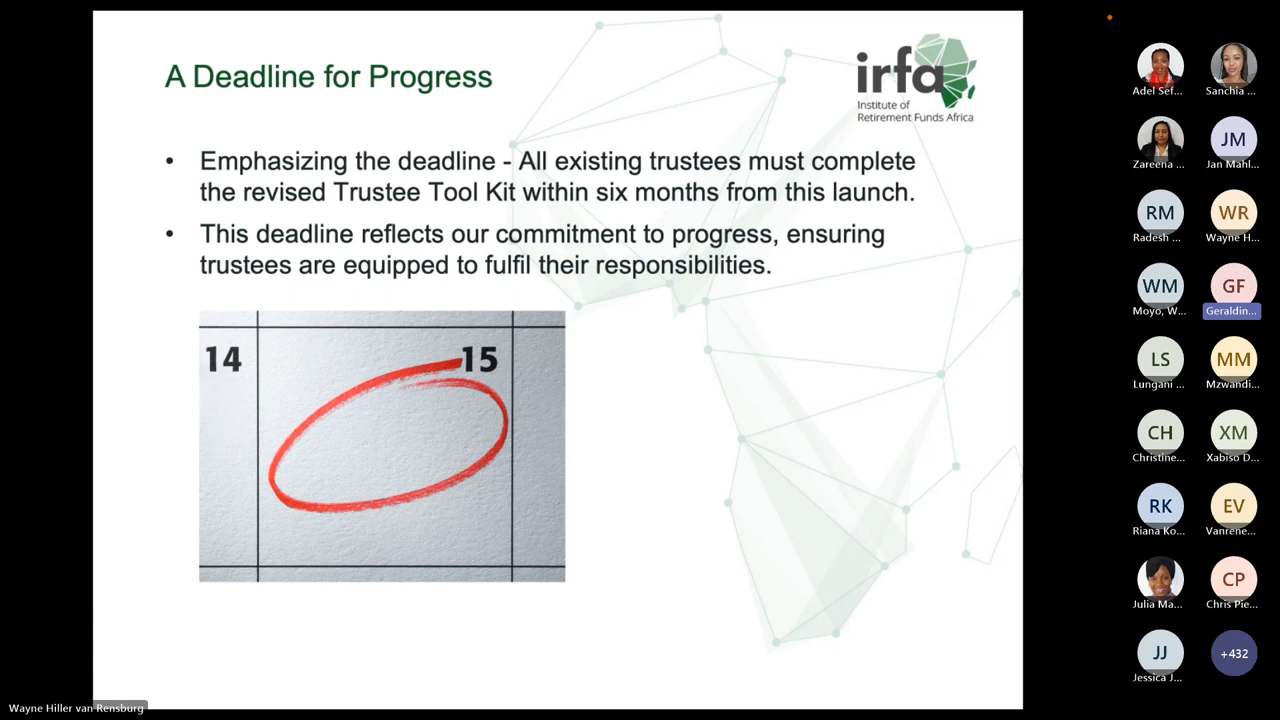 A Deadline for Progress
irfa
Institute of
Retirement Funds Africa
• Emphasizing the deadline - All existing trustees must complete
the revised Trustee Tool Kit within six months from this launch.
• This deadline reflects our commitment to progress, ensuring
trustees are equipped to fulfil their responsibilities.
14
15
Adel Sef...
Sanchia ...
Zareena ...
JM
Jan Mahl...
RM
Radesh ...
WR
Wayne H...
WM
Moyo, W...
GF
Geraldin...
LS
Lungani ...
MM
Mzwandi...
CH
Christine...
XM
Xabiso D...
RK
Riana Ko...
EV
Vanrene...
Julia Ma...
CP
Chris Pie...
JJ
Jessica J...
+432
Wayne Hiller van Rensburg